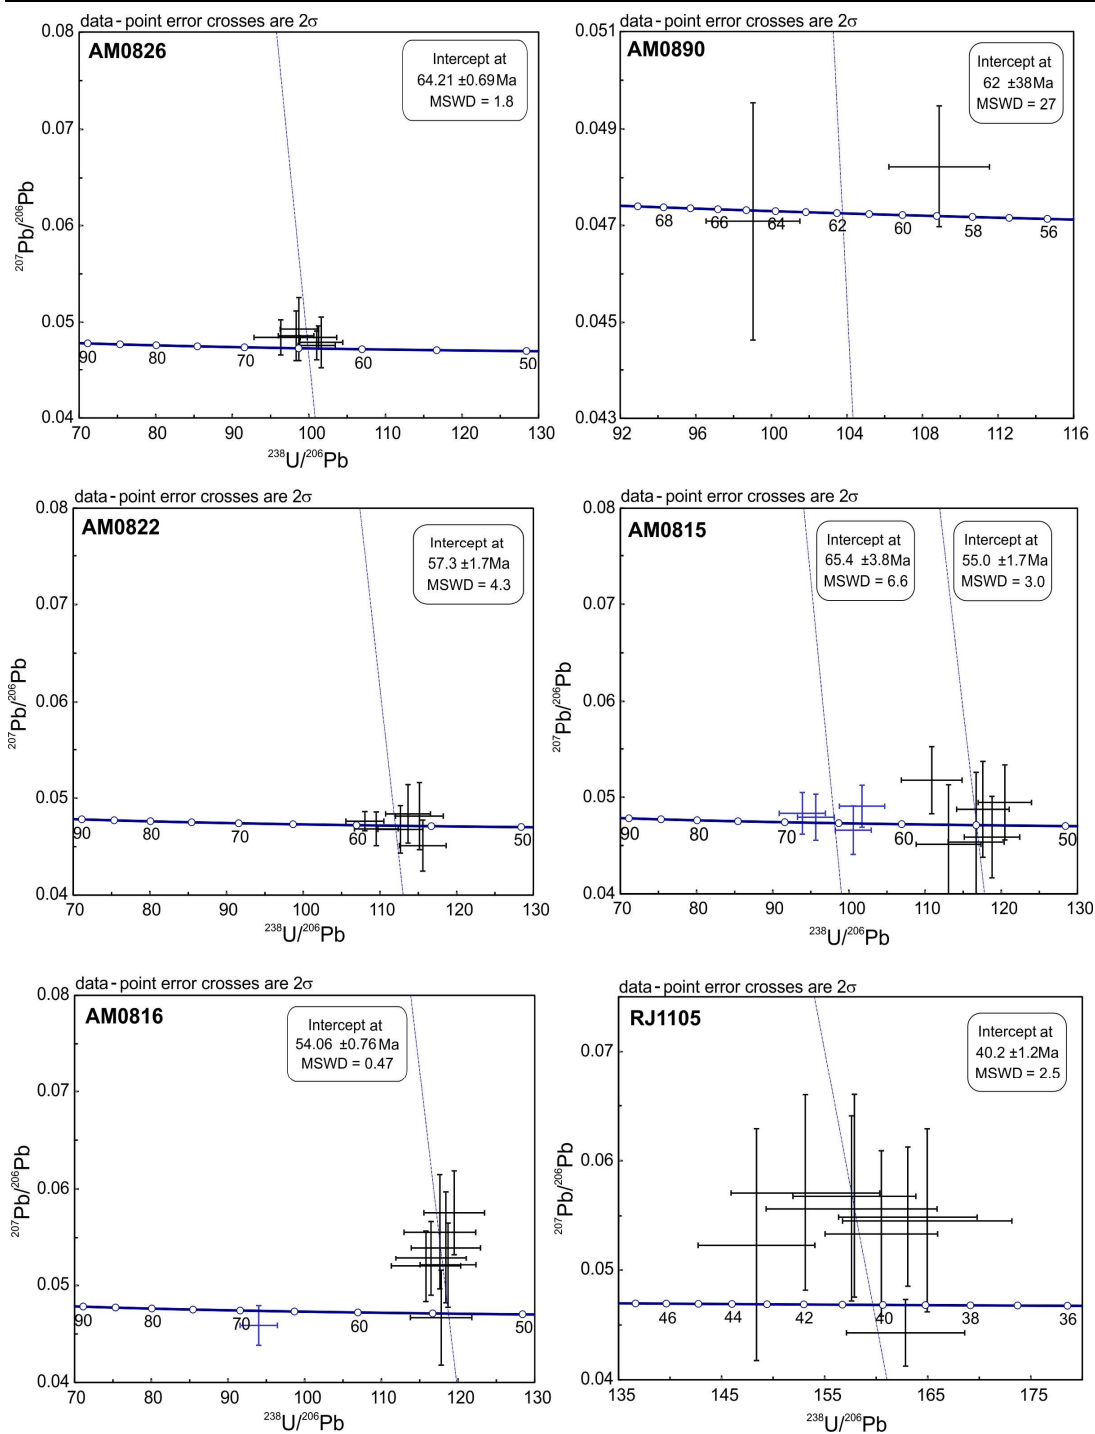 data-point error crosses are 2σ
AM0826
Intercept at
64.21 ±0.69Ma
MSWD = 1.8
0.08
0.07
0.06
0.05
0.04
²⁰⁷Pb/²⁰⁶Pb
90 80 70 60 50
70 80 90 100 110 120 130
²³⁸U/²⁰⁶Pb
data-point error crosses are 2σ
AM0890
Intercept at
62 ±38Ma
MSWD = 27
0.051
0.049
0.047
0.045
0.043
68 66 64 62 60 58 56
92 96 100 104 108 112 116
data-point error crosses are 2σ
AM0822
Intercept at
57.3 ±1.7Ma
MSWD = 4.3
0.08
0.07
0.06
0.05
0.04
²⁰⁷Pb/²⁰⁶Pb
90 80 70 60 50
70 80 90 100 110 120 130
²³⁸U/²⁰⁶Pb
data-point error crosses are 2σ
AM0815
Intercept at
65.4 ±3.8Ma
MSWD = 6.6
Intercept at
55.0 ±1.7Ma
MSWD = 3.0
0.08
0.07
0.06
0.05
0.04
²⁰⁷Pb/²⁰⁶Pb
90 80 70 60 50
70 80 90 100 110 120 130
²³⁸U/²⁰⁶Pb
data-point error crosses are 2σ
AM0816
Intercept at
54.06 ±0.76Ma
MSWD = 0.47
0.08
0.07
0.06
0.05
0.04
²⁰⁷Pb/²⁰⁶Pb
90 80 70 60 50
70 80 90 100 110 120 130
²³⁸U/²⁰⁶Pb
data-point error crosses are 2σ
RJ1105
Intercept at
40.2 ±1.2Ma
MSWD = 2.5
0.07
0.06
0.05
0.04
²⁰⁷Pb/²⁰⁶Pb
46 44 42 40 38 36
135 145 155 165 175
²³⁸U/²⁰⁶Pb